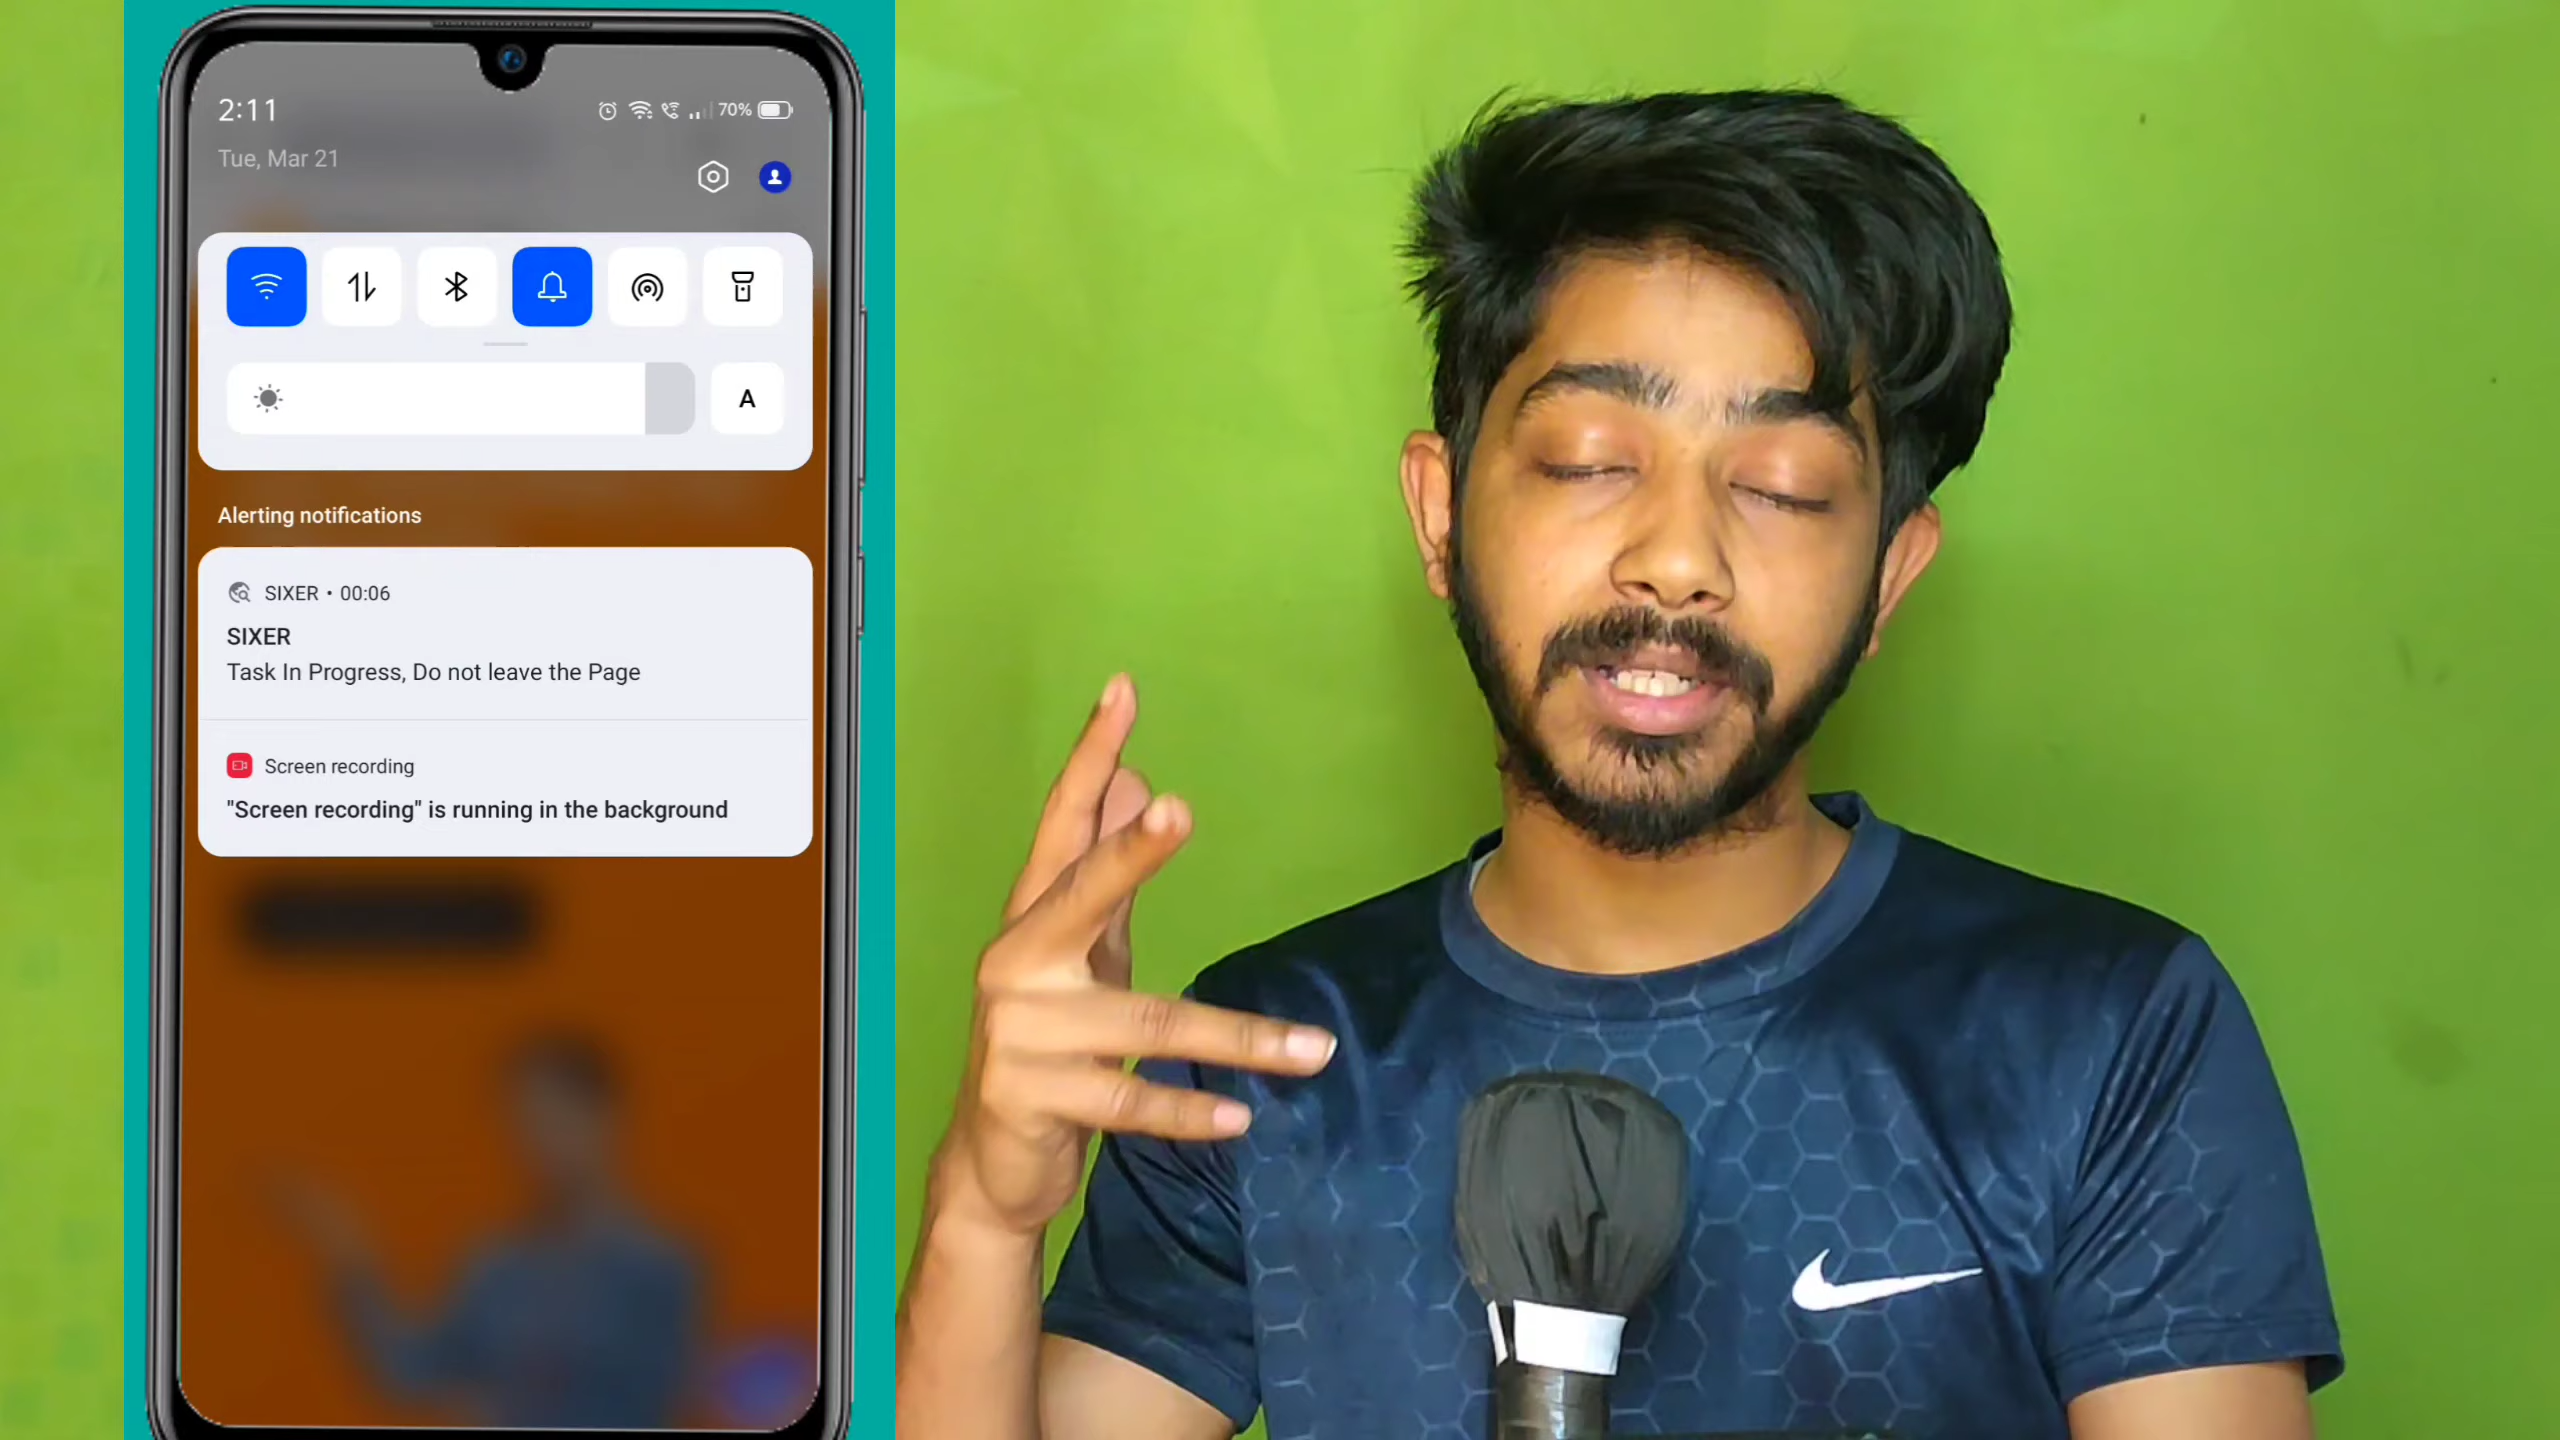 2:11
70%
Tue, Mar 21
A
Alerting notifications
SIXER • 00:06
SIXER
Task In Progress, Do not leave the Page
Screen recording
"Screen recording" is running in the background